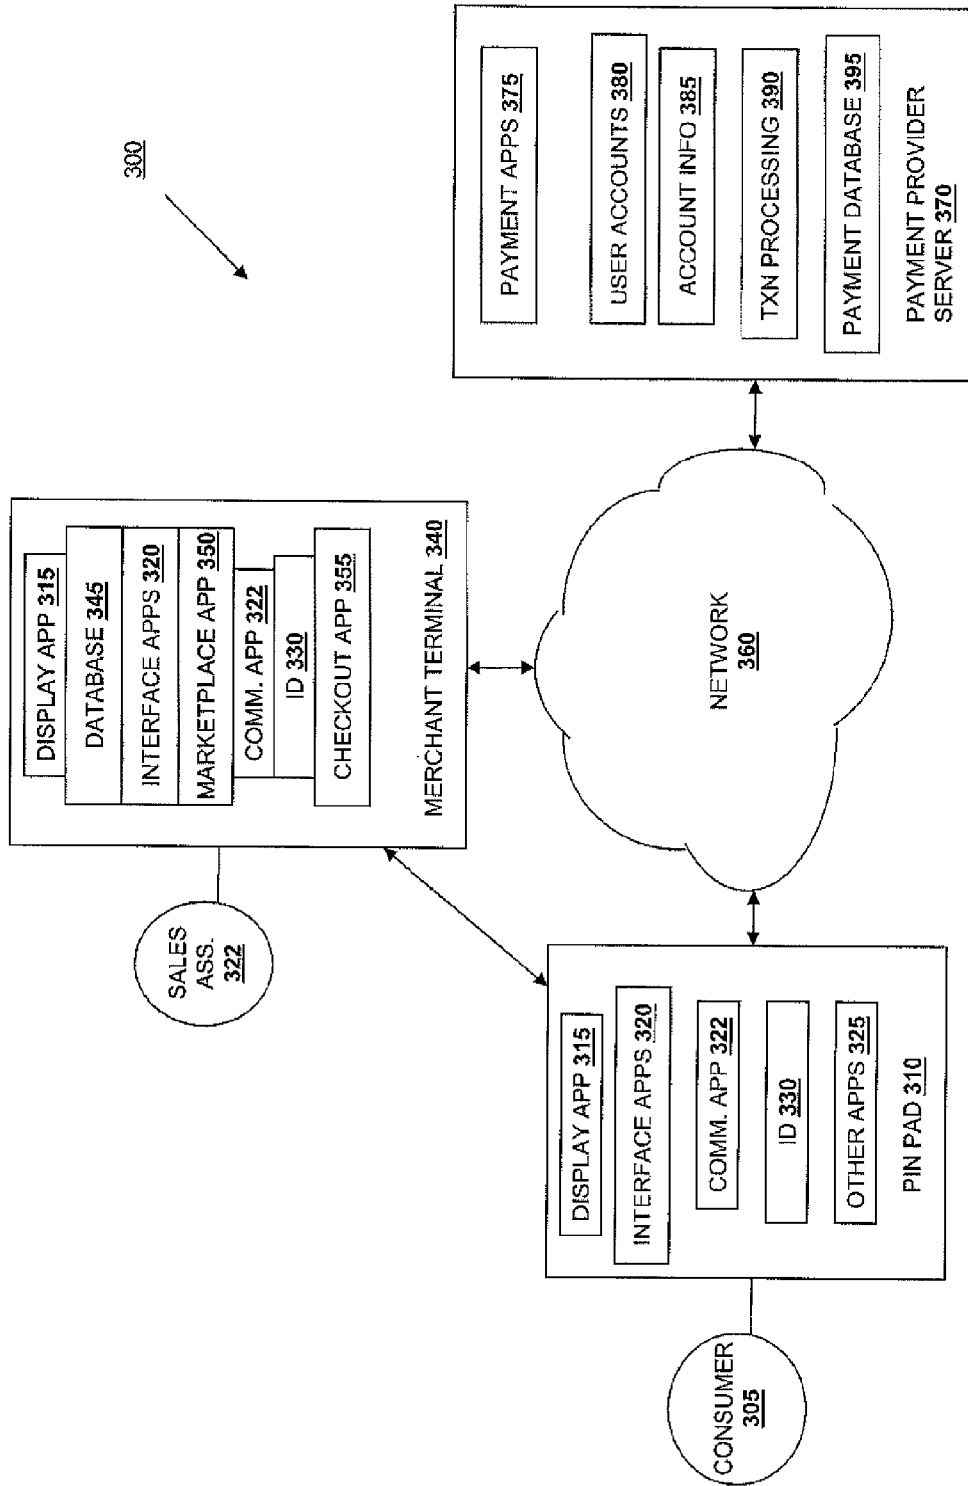 300
SALES
ASS.
322
DISPLAY APP 315
DATABASE 345
INTERFACE APPS 320
MARKETPLACE APP 350
COMM. APP 322
ID 330
CHECKOUT APP 355
MERCHANT TERMINAL 340
CONSUMER
305
DISPLAY APP 315
INTERFACE APPS 320
COMM. APP 322
ID 330
OTHER APPS 325
PIN PAD 310
NETWORK
360
PAYMENT APPS 375
USER ACCOUNTS 380
ACCOUNT INFO 385
TXN PROCESSING 390
PAYMENT DATABASE 395
PAYMENT PROVIDER
SERVER 370